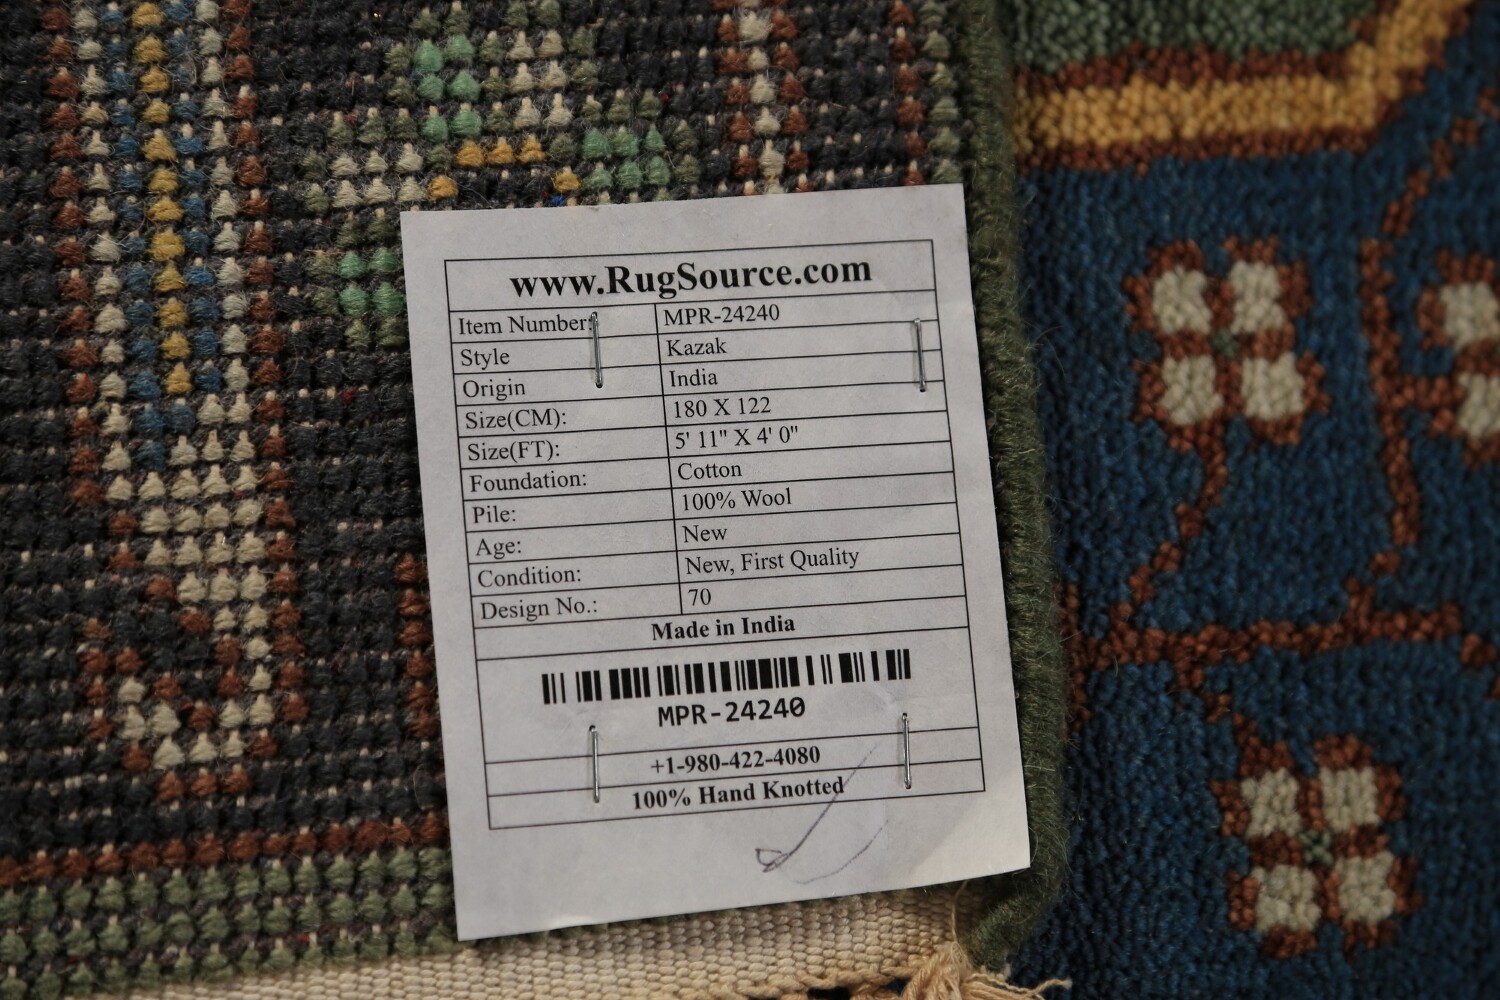 www.RugSource.com
Item Number: MPR-24240
Style Kazak
Origin India
Size(CM): 180 X 122
Size(FT): 5' 11" X 4' 0"
Foundation: Cotton
Pile: 100% Wool
Age: New
Condition: New, First Quality
Design No.: 70
Made in India
MPR-24240
+1-980-422-4080
100% Hand Knotted